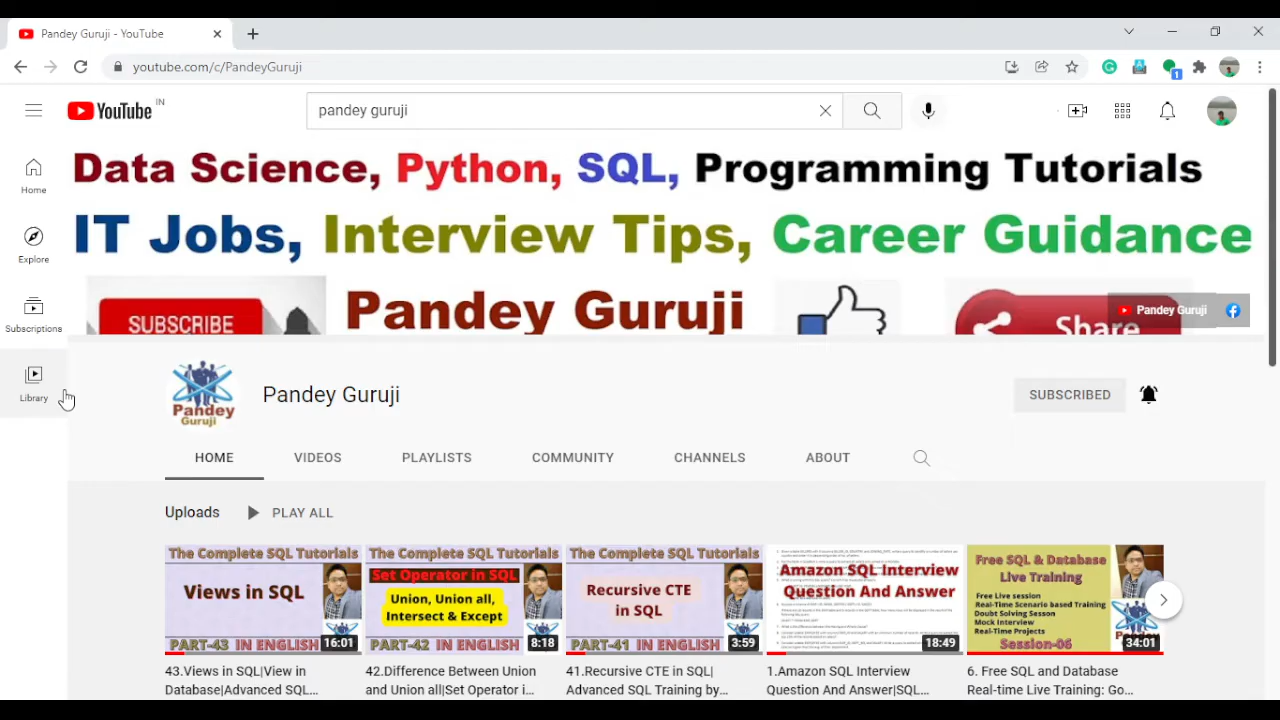 Pandey Guruji - YouTube
youtube.com/c/PandeyGuruji
1
YouTube IN
pandey guruji
Data Science, Python, SQL, Programming Tutorials
IT Jobs, Interview Tips, Career Guidance
SUBSCRIBE
Pandey Guruji
Share
Pandey Guruji
Home
Explore
Subscriptions
Library
Pandey
Guruji
Pandey Guruji
SUBSCRIBED
HOME VIDEOS PLAYLISTS COMMUNITY CHANNELS ABOUT
Uploads PLAY ALL
The Complete SQL Tutorials
Views in SQL
IN ENGLISH
43.Views in SQL|View in
Database|Advanced SQL...
The Complete SQL Tutorials
Set Operator in SQL
Union, Union all,
Intersect & Except
PART-42 IN ENGLISH
8:18
42.Difference Between Union
and Union all|Set Operator i...
The Complete SQL Tutorials
Recursive CTE
in SQL
PART-41 IN ENGLISH
3:59
41.Recursive CTE in SQL|
Advanced SQL Training by...
Amazon SQL Interview
Question And Answer
18:49
1.Amazon SQL Interview
Question And Answer|SQL...
Free SQL & Database
Live Training
Free Live session
Real-Time Scenario based Training
Doubt Solving Session
Mock Interview
Real-Time Projects
Session-06
34:01
6. Free SQL and Database
Real-time Live Training: Go...